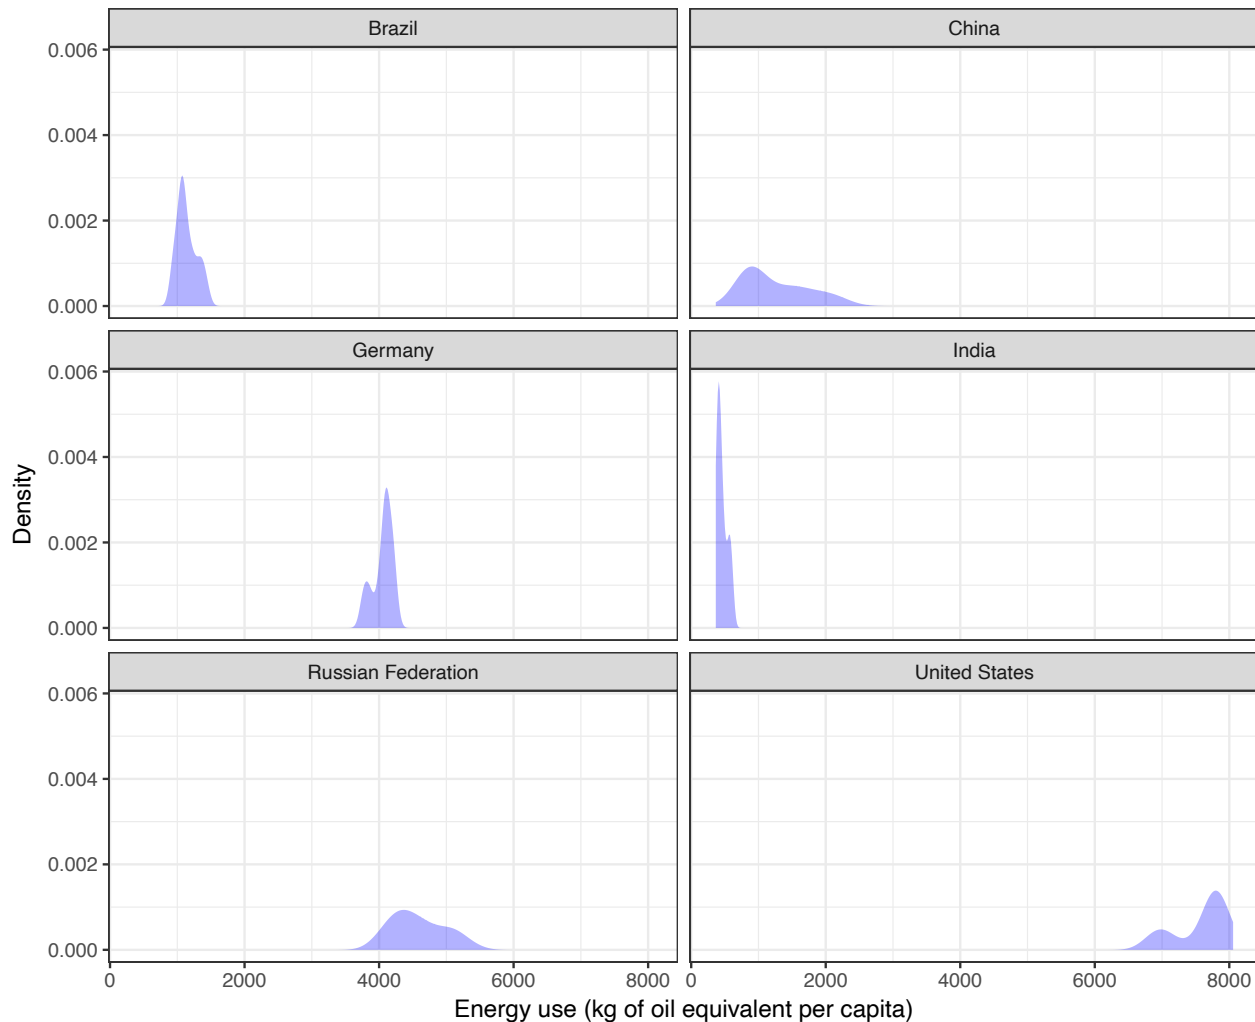 Brazil
China
0.006
0.004
0.002
0.000
Germany
India
0.006
0.004
0.002
0.000
Density
Russian Federation
United States
0.006
0.004
0.002
0.000
0 2000 4000 6000 8000
0 2000 4000 6000 8000
Energy use (kg of oil equivalent per capita)